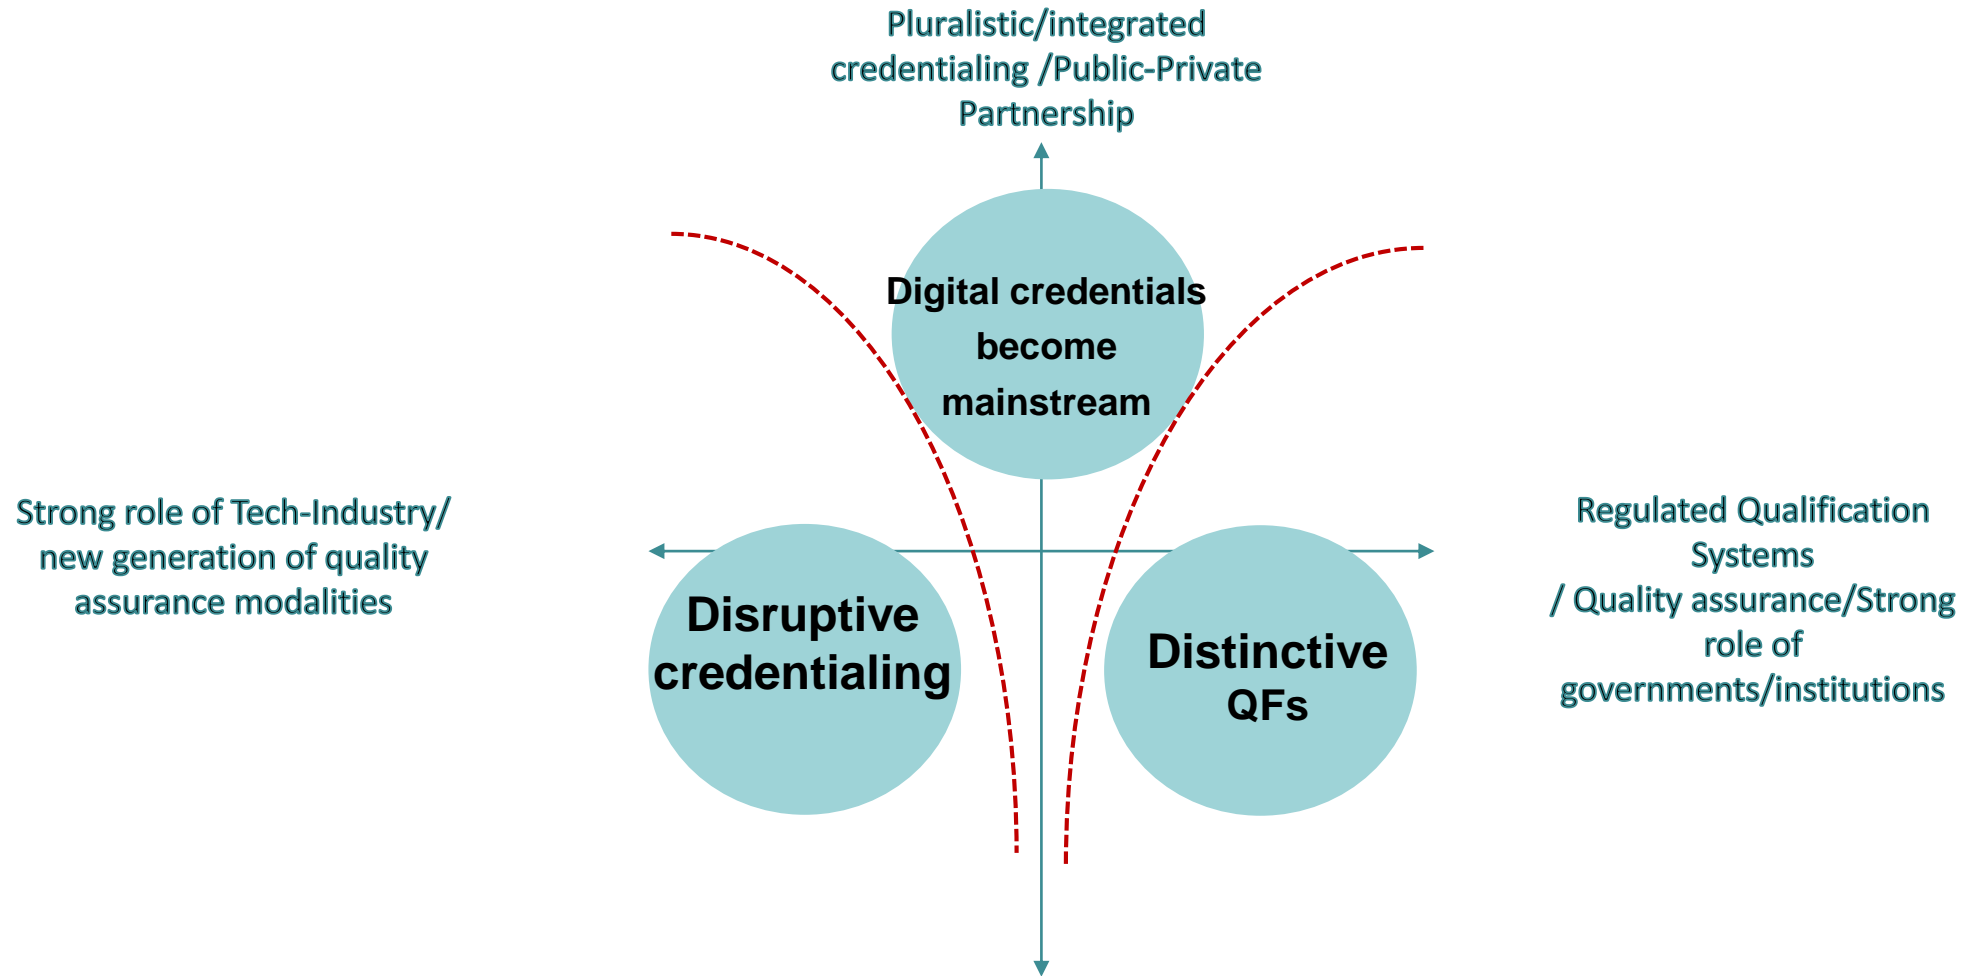 Pluralistic/integrated
credentialing /Public-Private
Partnership
Digital credentials
become
mainstream
Strong role of Tech-Industry/
new generation of quality
assurance modalities
Regulated Qualification
Systems
/ Quality assurance/Strong
role of
governments/institutions
Disruptive
credentialing
Distinctive
QFs